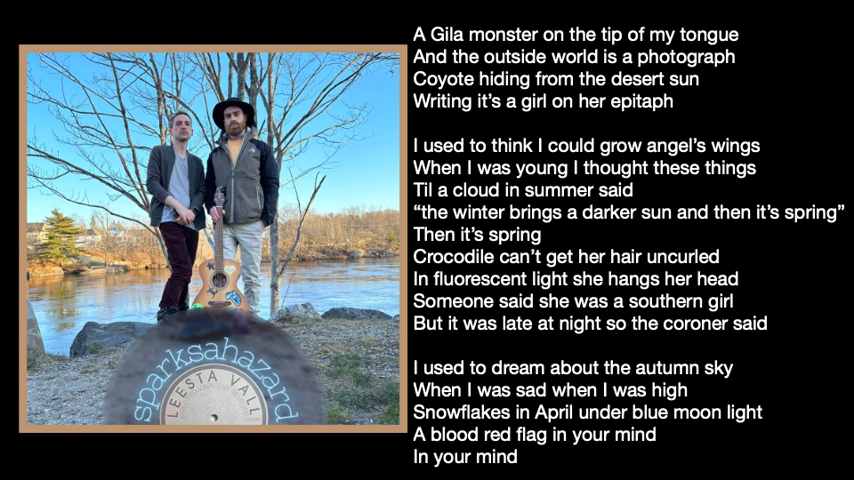 A Gila monster on the tip of my tongue
And the outside world is a photograph
Coyote hiding from the desert sun
Writing it’s a girl on her epitaph
I used to think I could grow angel’s wings
When I was young I thought these things
Til a cloud in summer said
“the winter brings a darker sun and then it’s spring”
Then it’s spring
Crocodile can’t get her hair uncurled
In fluorescent light she hangs her head
Someone said she was a southern girl
But it was late at night so the coroner said
I used to dream about the autumn sky
When I was sad when I was high
Snowflakes in April under blue moon light
A blood red flag in your mind
In your mind
sparksahazard
LEESTA VALL